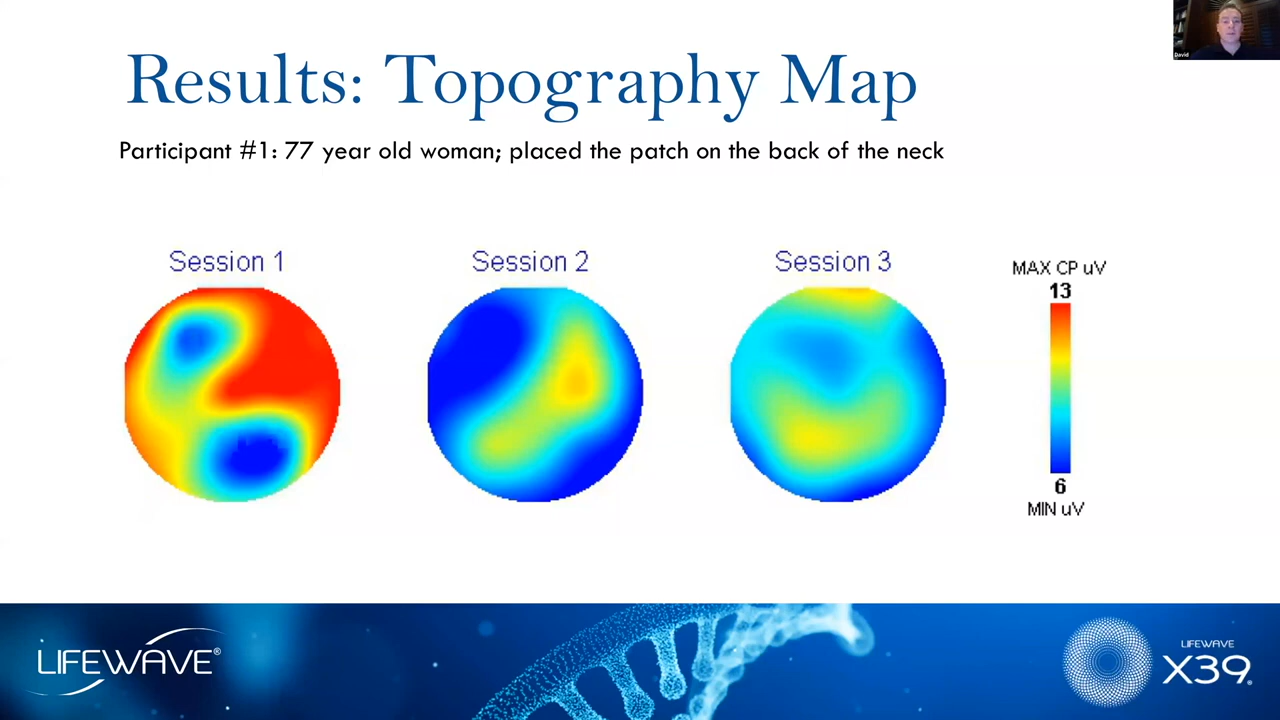 David
Results: Topography Map
Participant #1: 77 year old woman; placed the patch on the back of the neck
Session 1
Session 2
Session 3
MAX CP uV
13
6
MIN uV
LIFEWAVE®
LIFEWAVE
X39®